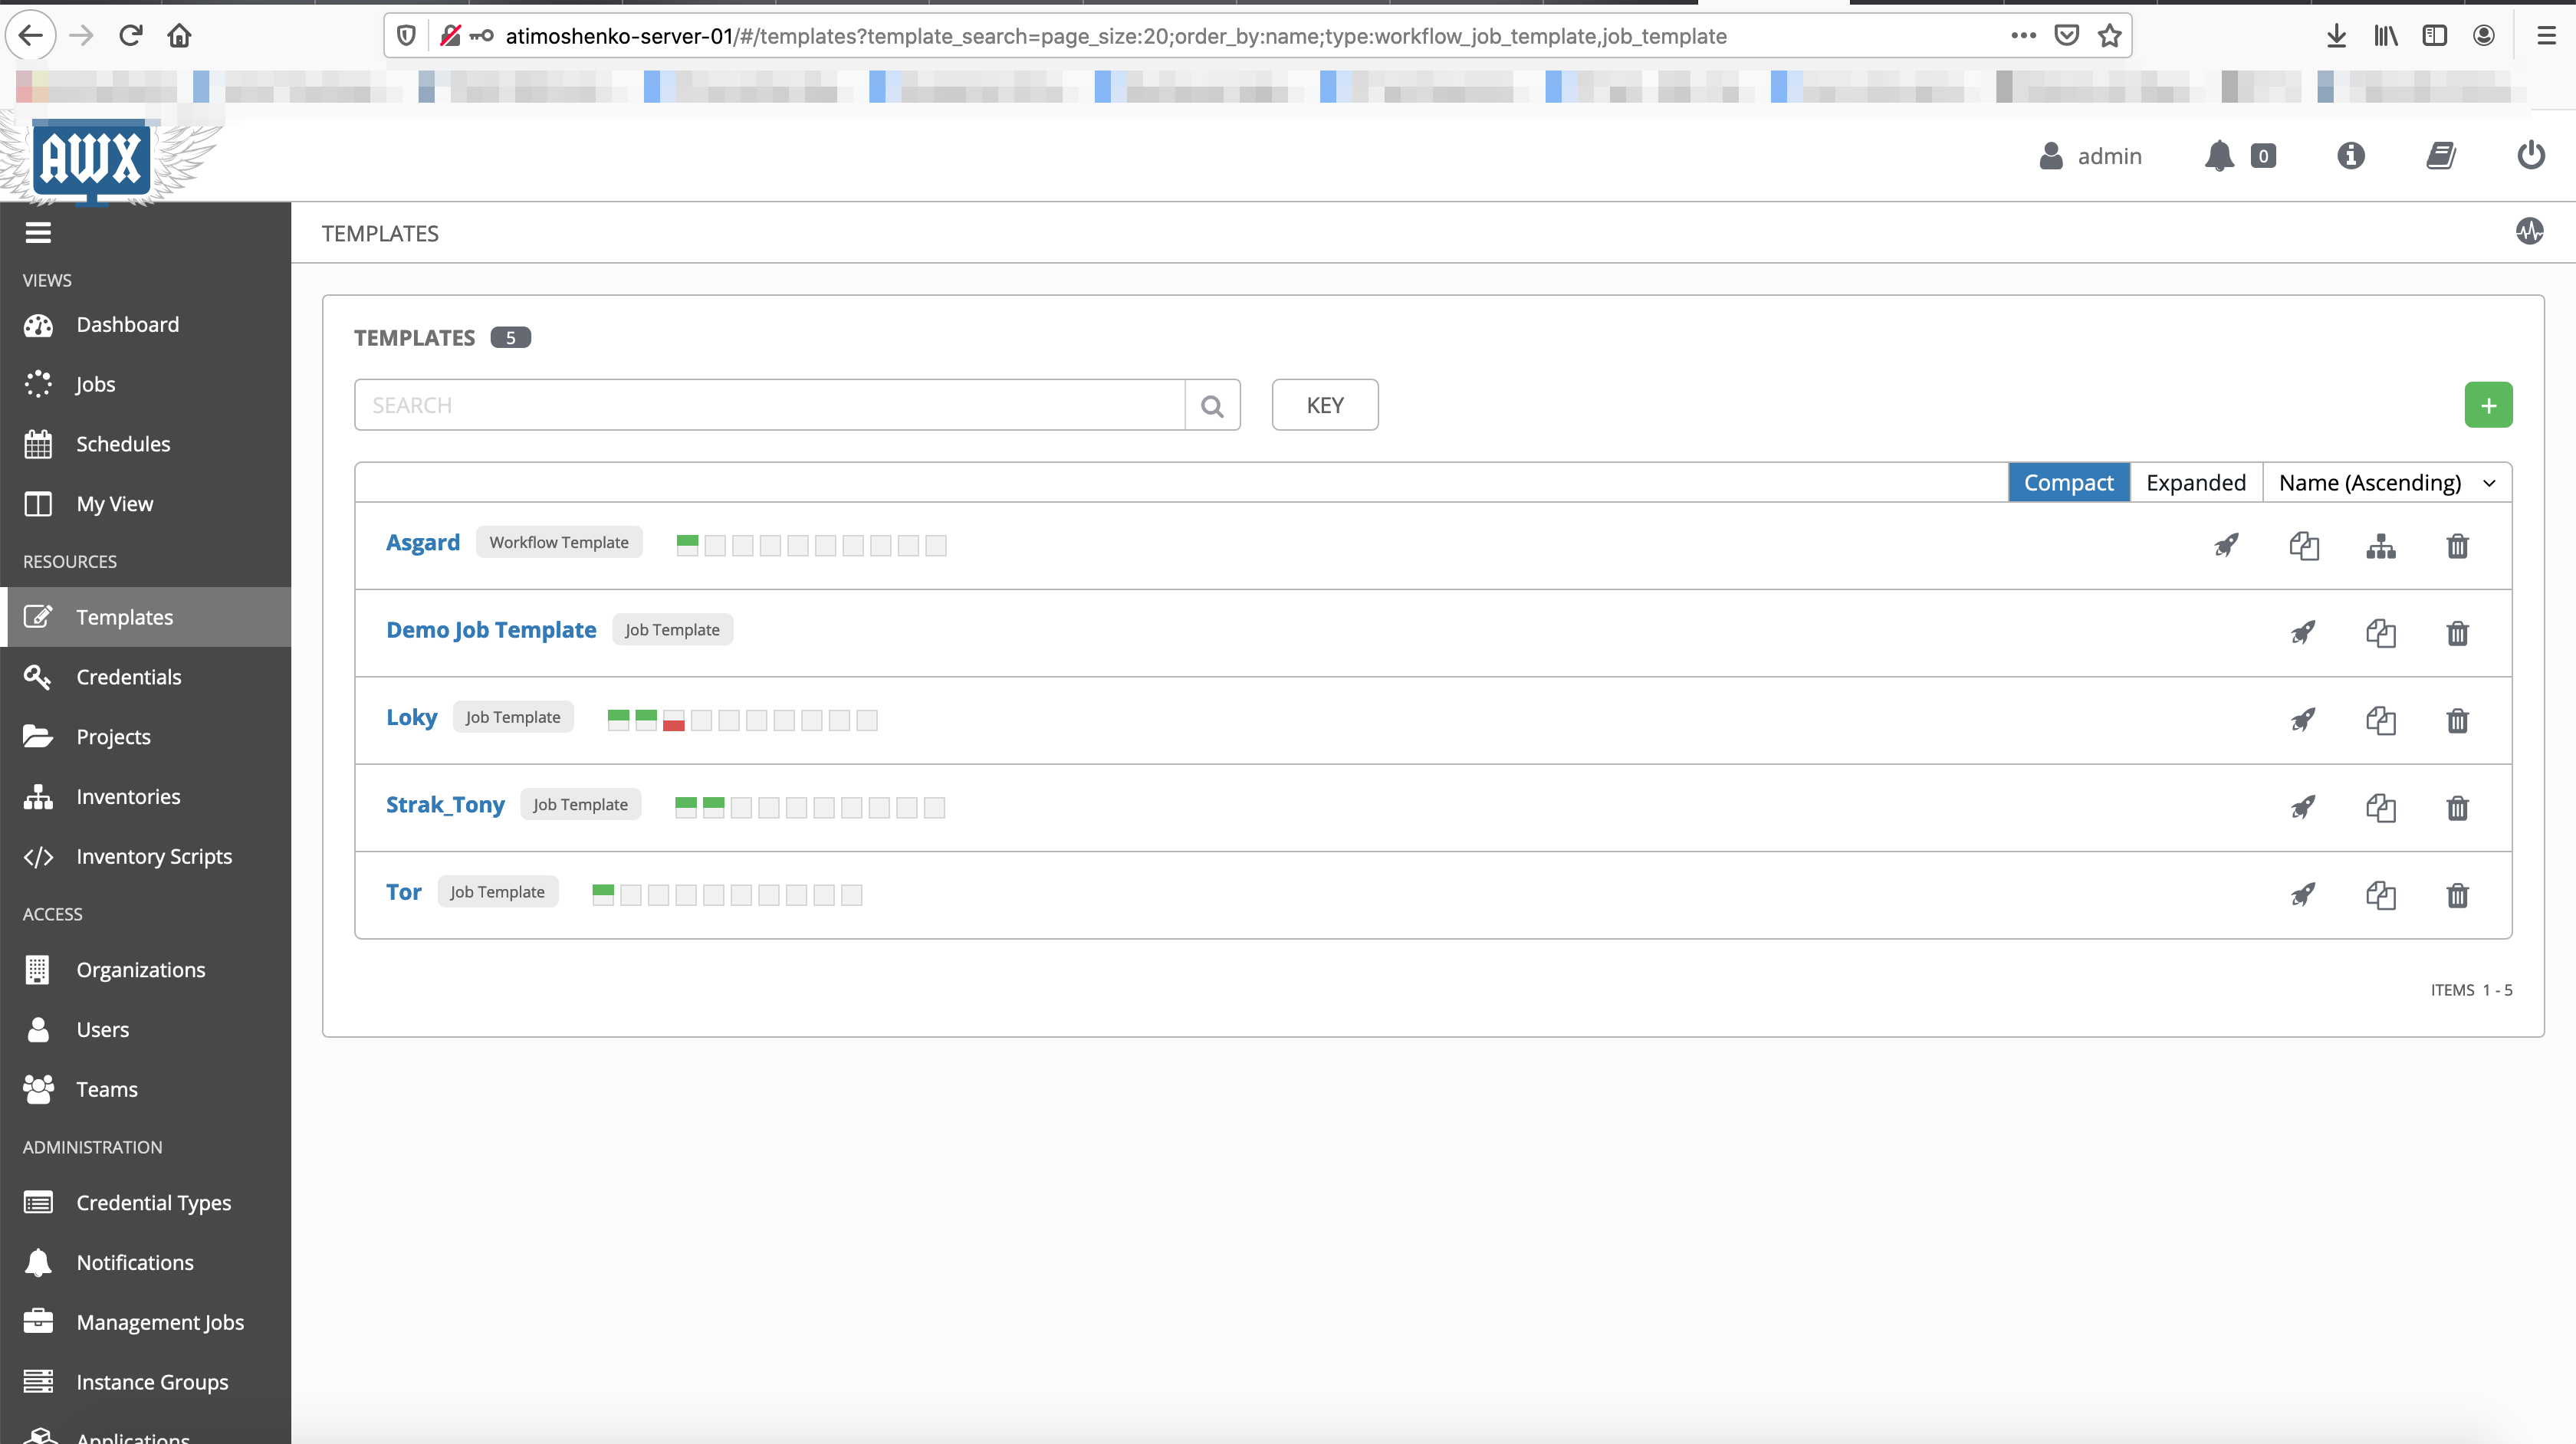 atimoshenko-server-01/#/templates?template_search=page_size:20;order_by:name;type:workflow_job_template,job_template
AWX
admin
0
TEMPLATES
VIEWS
Dashboard
Jobs
Schedules
My View
RESOURCES
Templates
Credentials
Projects
Inventories
Inventory Scripts
ACCESS
Organizations
Users
Teams
ADMINISTRATION
Credential Types
Notifications
Management Jobs
Instance Groups
Applications
TEMPLATES 5
SEARCH
KEY
+
Compact Expanded Name (Ascending)
Asgard Workflow Template
Demo Job Template Job Template
Loky Job Template
Strak_Tony Job Template
Tor Job Template
ITEMS 1 - 5